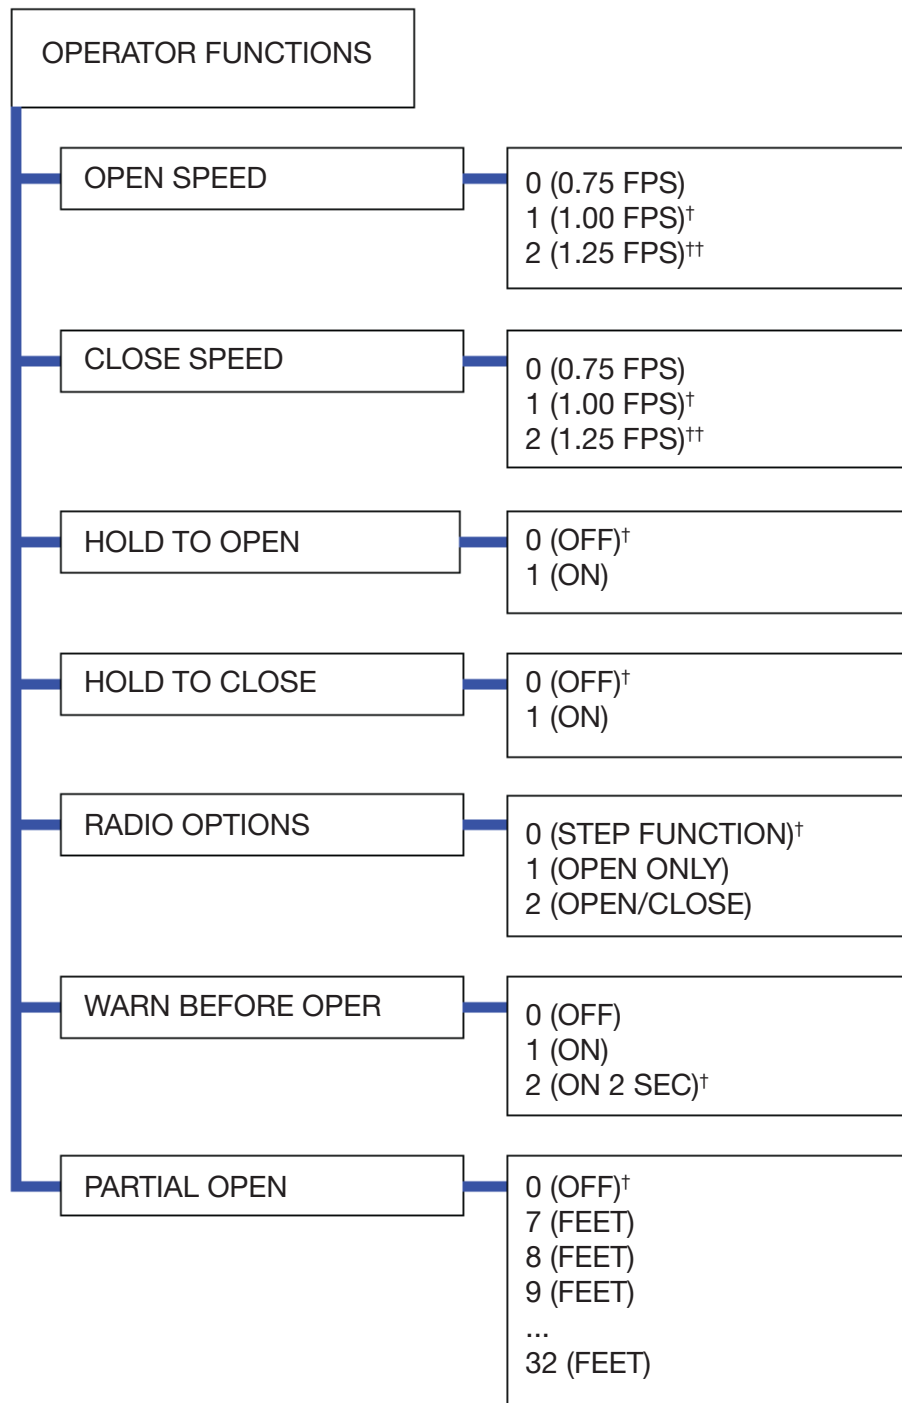 OPERATOR FUNCTIONS
OPEN SPEED
0 (0.75 FPS)
1 (1.00 FPS)†
2 (1.25 FPS)††
CLOSE SPEED
0 (0.75 FPS)
1 (1.00 FPS)†
2 (1.25 FPS)††
HOLD TO OPEN
0 (OFF)†
1 (ON)
HOLD TO CLOSE
0 (OFF)†
1 (ON)
RADIO OPTIONS
0 (STEP FUNCTION)†
1 (OPEN ONLY)
2 (OPEN/CLOSE)
WARN BEFORE OPER
0 (OFF)
1 (ON)
2 (ON 2 SEC)†
PARTIAL OPEN
0 (OFF)†
7 (FEET)
8 (FEET)
9 (FEET)
...
32 (FEET)